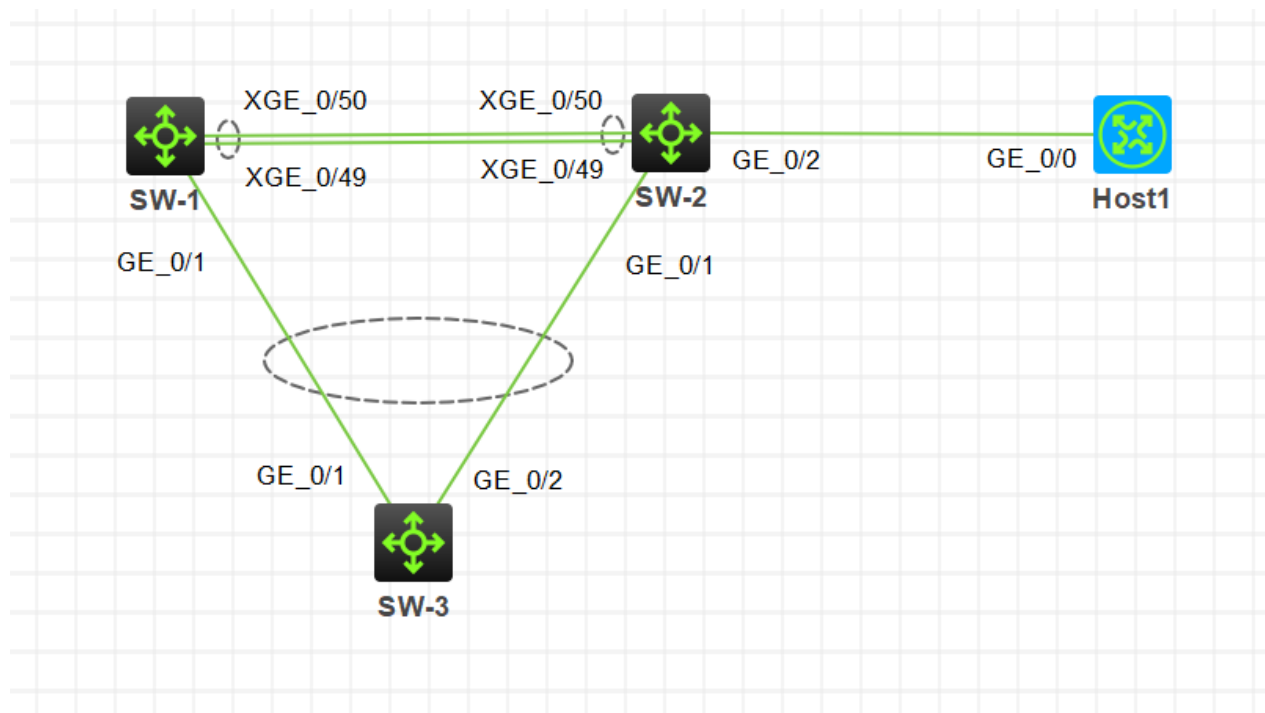 XGE_0/50
XGE_0/50
XGE_0/49
XGE_0/49
GE_0/2
GE_0/0
SW-1
SW-2
Host1
GE_0/1
GE_0/1
GE_0/1
GE_0/2
SW-3